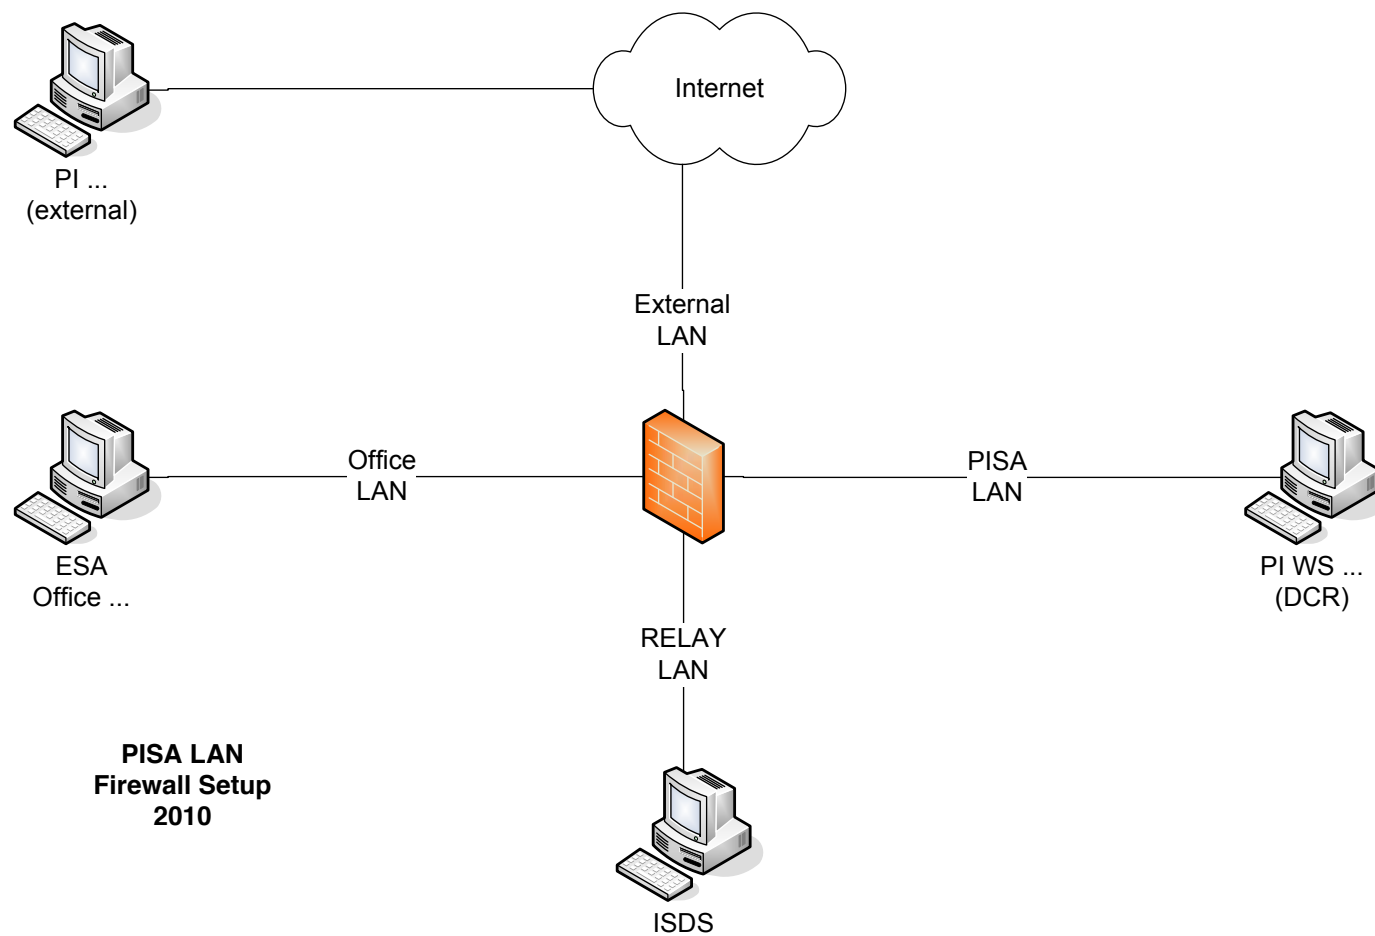 Internet
PI ...
(external)
External
LAN
Office
LAN
PISA
LAN
ESA
Office ...
PI WS ...
(DCR)
RELAY
LAN
PISA LAN
Firewall Setup
2010
ISDS